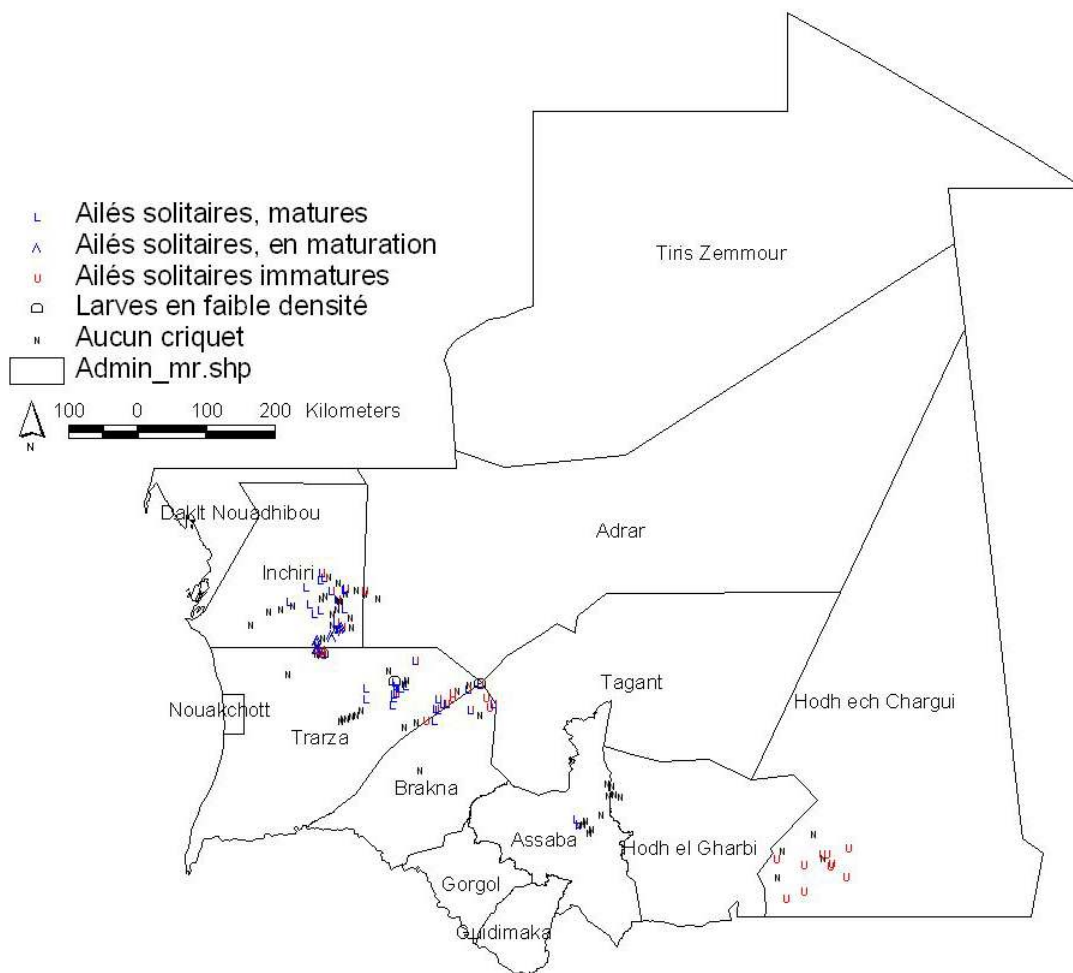 Ailés solitaires, matures
Ailés solitaires, en maturation
Ailés solitaires immatures
Larves en faible densité
Aucun criquet
Admin_mr.shp
100 0 100 200 Kilometers
N
Tiris Zemmour
Daklt Nouadhibou
Adrar
Inchiri
Tagant
Hodh ech Chargui
Nouakchott
Trarza
Brakna
Assaba
Hodh el Gharbi
Gorgol
Guidimaka